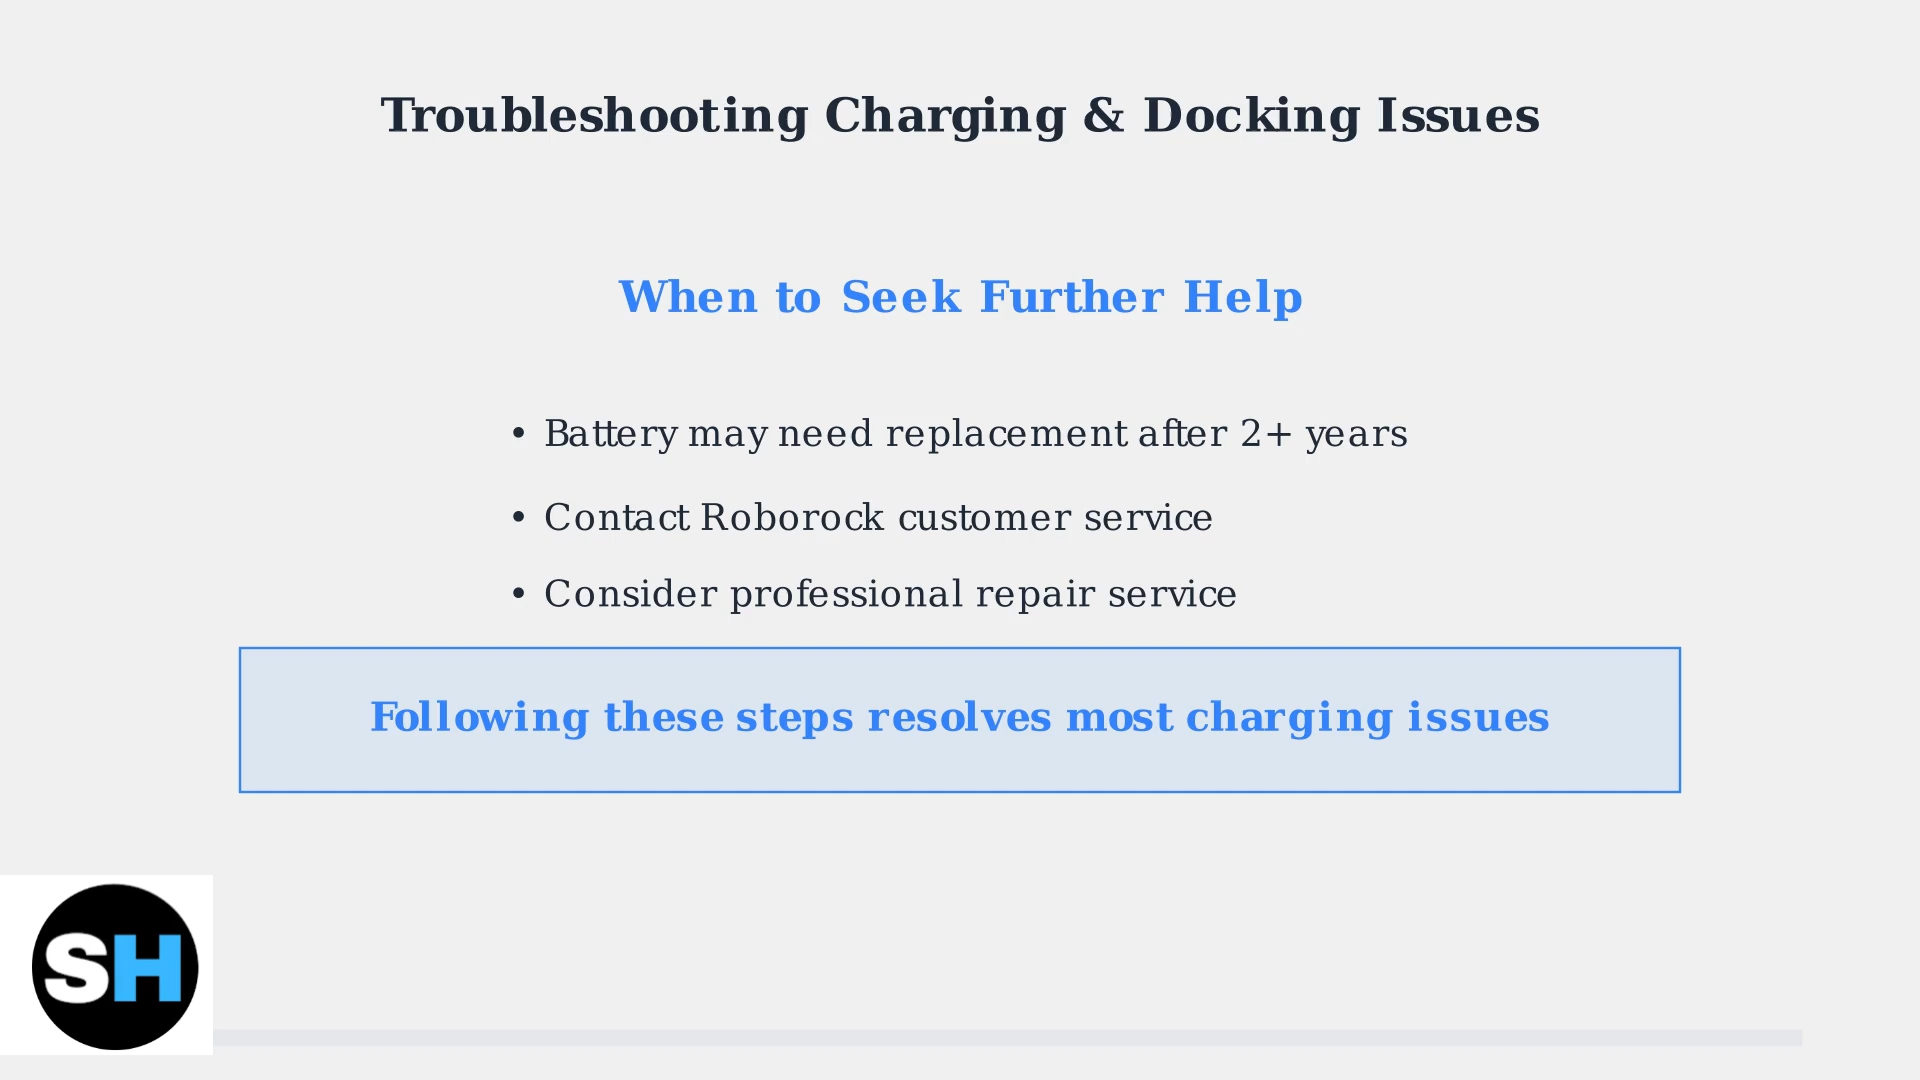 Troubleshooting Charging & Docking Issues
When to Seek Further Help
• Battery may need replacement after 2+ years
• Contact Roborock customer service
• Consider professional repair service
Following these steps resolves most charging issues
SH